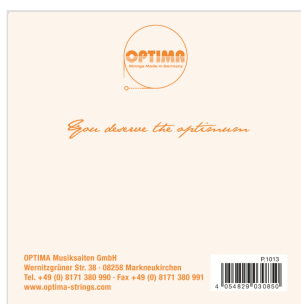 OPTIMA
Strings Made in Germany
You deserve the optimum
OPTIMA Musiksaiten GmbH
Wernitzgrüner Str. 38 · 08258 Markneukirchen
Tel. +49 (0) 8171 380 990 · Fax +49 (0) 8171 380 991
www.optima-strings.com
P.1013
4 054829 030850